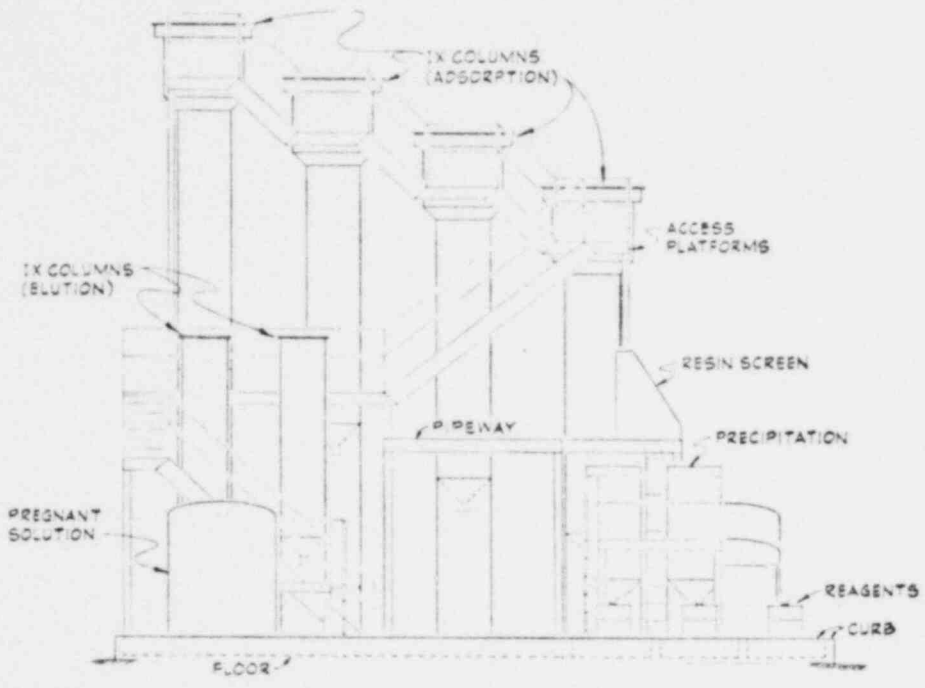 IX COLUMNS
(ADSORPTION)
ACCESS
PLATFORMS
IX COLUMNS
(ELUTION)
RESIN SCREEN
PIPEWAY
PRECIPITATION
PREGNANT
SOLUTION
REAGENTS
CURB
FLOOR